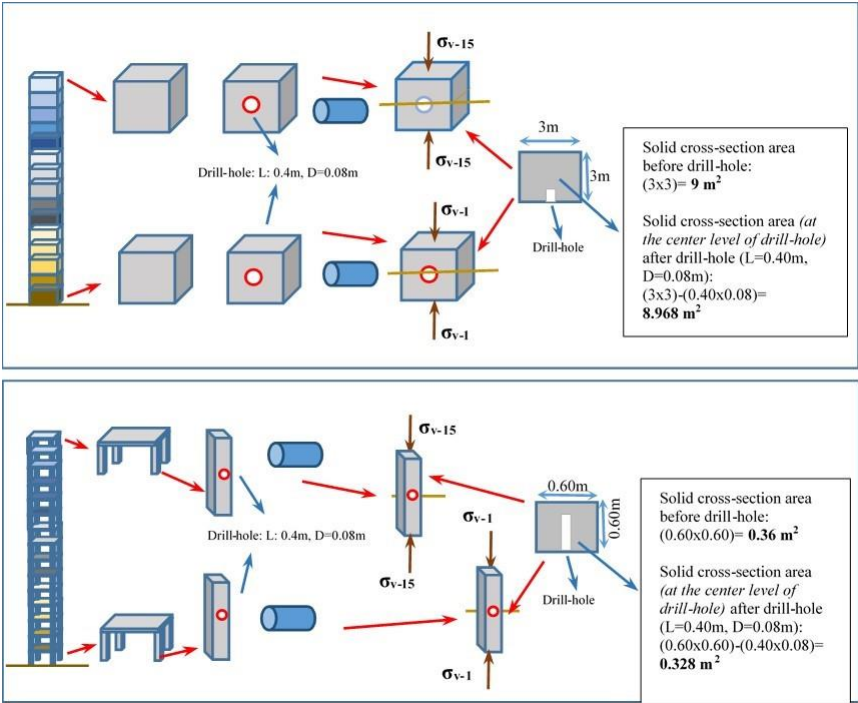 σv-15
σv-15
Drill-hole: L: 0.4m, D=0.08m
σv-1
σv-1
3m
3m
Drill-hole
Solid cross-section area
before drill-hole:
(3x3)= 9 m²
Solid cross-section area (at
the center level of drill-hole)
after drill-hole (L=0.40m,
D=0.08m):
(3x3)-(0.40x0.08)=
8.968 m²
σv-15
σv-15
Drill-hole: L: 0.4m, D=0.08m
σv-1
σv-1
0.60m
0.60m
Drill-hole
Solid cross-section area
before drill-hole:
(0.60x0.60)= 0.36 m²
Solid cross-section area
(at the center level of
drill-hole) after drill-hole
(L=0.40m, D=0.08m):
(0.60x0.60)-(0.40x0.08)=
0.328 m²